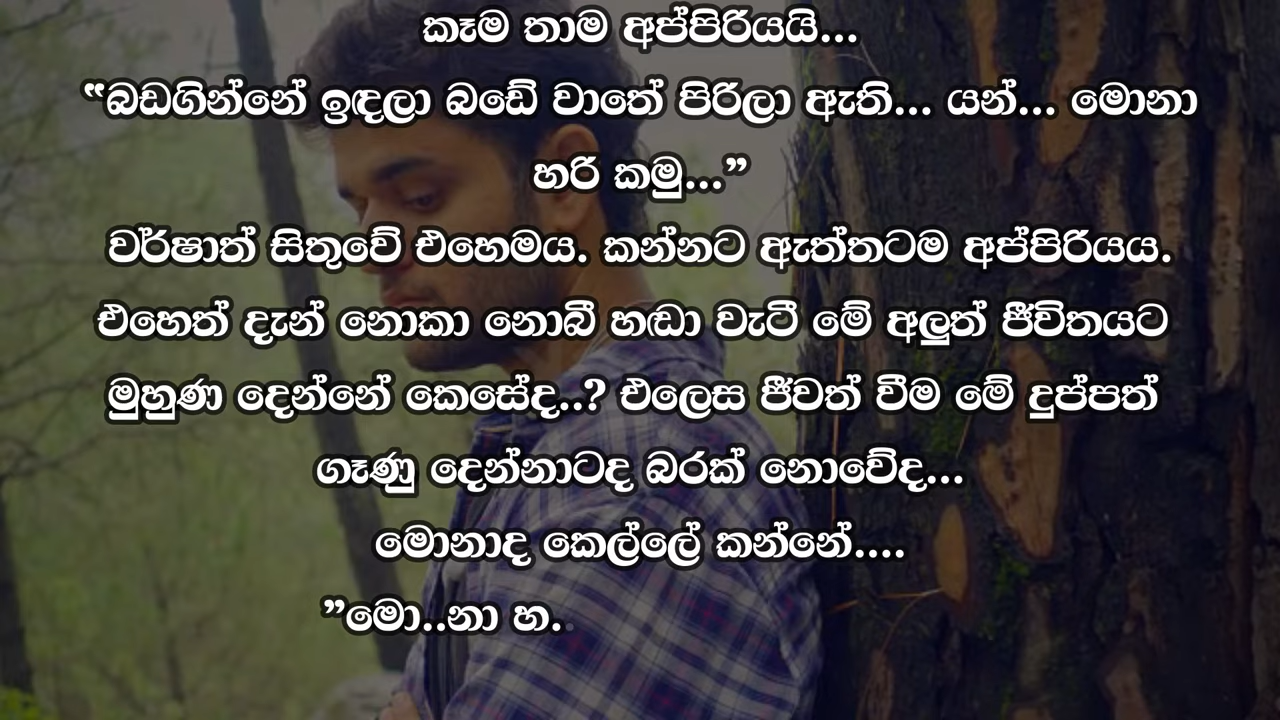 කෑම තාම අප්පිරියයි...
“බඩගින්නේ ඉඳලා බඩේ වාතේ පිරිලා ඇති... යන්... මොනා
හරි කමු...”
වර්ෂාත් සිතුවේ එහෙමය. කන්නට ඇත්තටම අප්පිරියය.
එහෙත් දැන් නොකා නොබී හඬා වැටී මේ අලුත් ජීවිතයට
මුහුණ දෙන්නේ කෙසේද..? එලෙස ජීවත් වීම මේ දුප්පත්
ගෑණු දෙන්නාටද බරක් නොවේද...
මොනාද කෙල්ලේ කන්නේ....
”මො..නා හ..